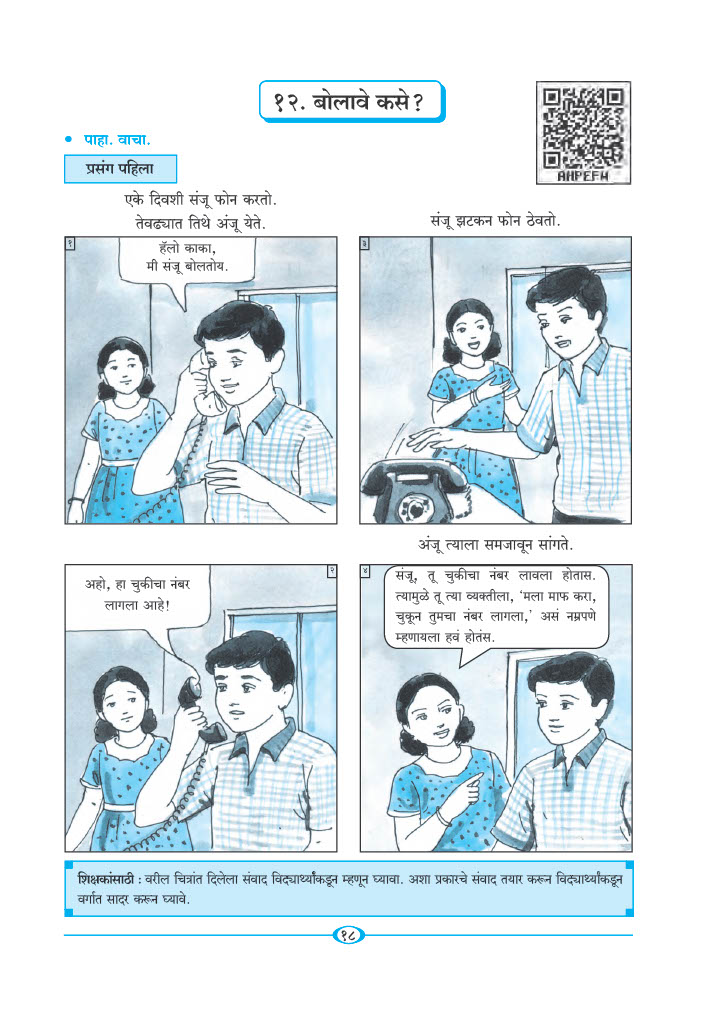 १२. बोलावे कसे?
AMPEFW
• पाहा. वाचा.
प्रसंग पहिला
एके दिवशी संजू फोन करतो.
तेवढ्यात तिथे अंजू येते.
१
हॅलो काका,
मी संजू बोलतोय.
२
अहो, हा चुकीचा नंबर
लागला आहे!
संजू झटकन फोन ठेवतो.
३
अंजू त्याला समजावून सांगते.
४
संजू, तू चुकीचा नंबर लावला होतास.
त्यामुळे तू त्या व्यक्तीला, ‘मला माफ करा,
चुकून तुमचा नंबर लागला,’ असं नम्रपणे
म्हणायला हवं होतंस.
शिक्षकांसाठी : वरील चित्रांत दिलेला संवाद विद्यार्थ्यांकडून म्हणून घ्यावा. अशा प्रकारचे संवाद तयार करून विद्यार्थ्यांकडून
वर्गात सादर करून घ्यावे.
१८